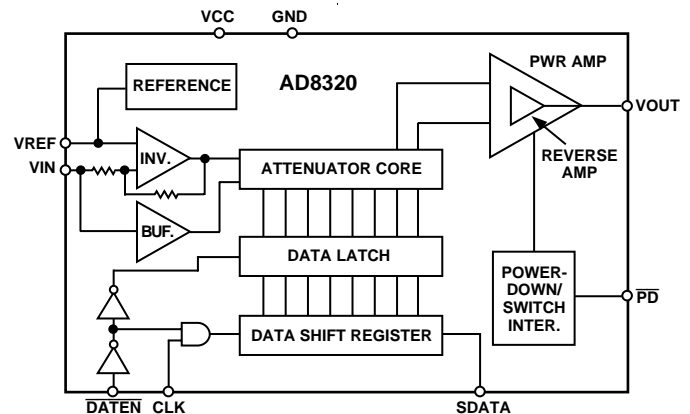 VCC GND
REFERENCE
AD8320
PWR AMP
VREF
VOUT
INV.
REVERSE
AMP
VIN
ATTENUATOR CORE
BUF.
DATA LATCH
POWER-
DOWN/
SWITCH
INTER.
PD
DATA SHIFT REGISTER
DATEN CLK SDATA